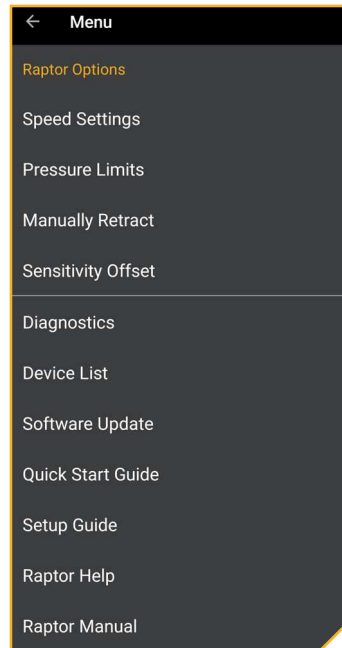 Menu
Raptor Options
Speed Settings
Pressure Limits
Manually Retract
Sensitivity Offset
Diagnostics
Device List
Software Update
Quick Start Guide
Setup Guide
Raptor Help
Raptor Manual